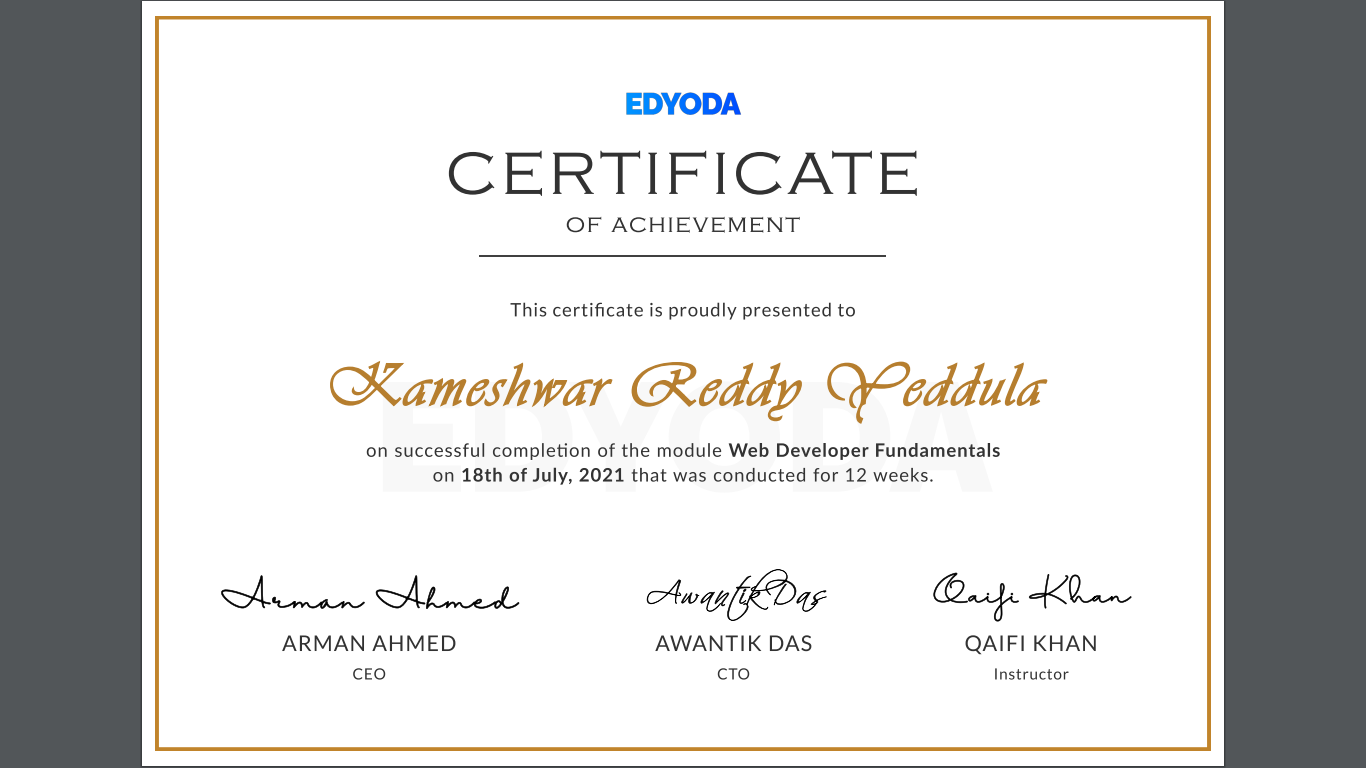 EDYODA
CERTIFICATE
OF ACHIEVEMENT
This certificate is proudly presented to
Kameshwar Reddy Yeddula
EDYODA
on successful completion of the module Web Developer Fundamentals
on 18th of July, 2021 that was conducted for 12 weeks.
Arman Ahmed AwantikDas Qaifi Khan
ARMAN AHMED AWANTIK DAS QAIFI KHAN
CEO CTO Instructor